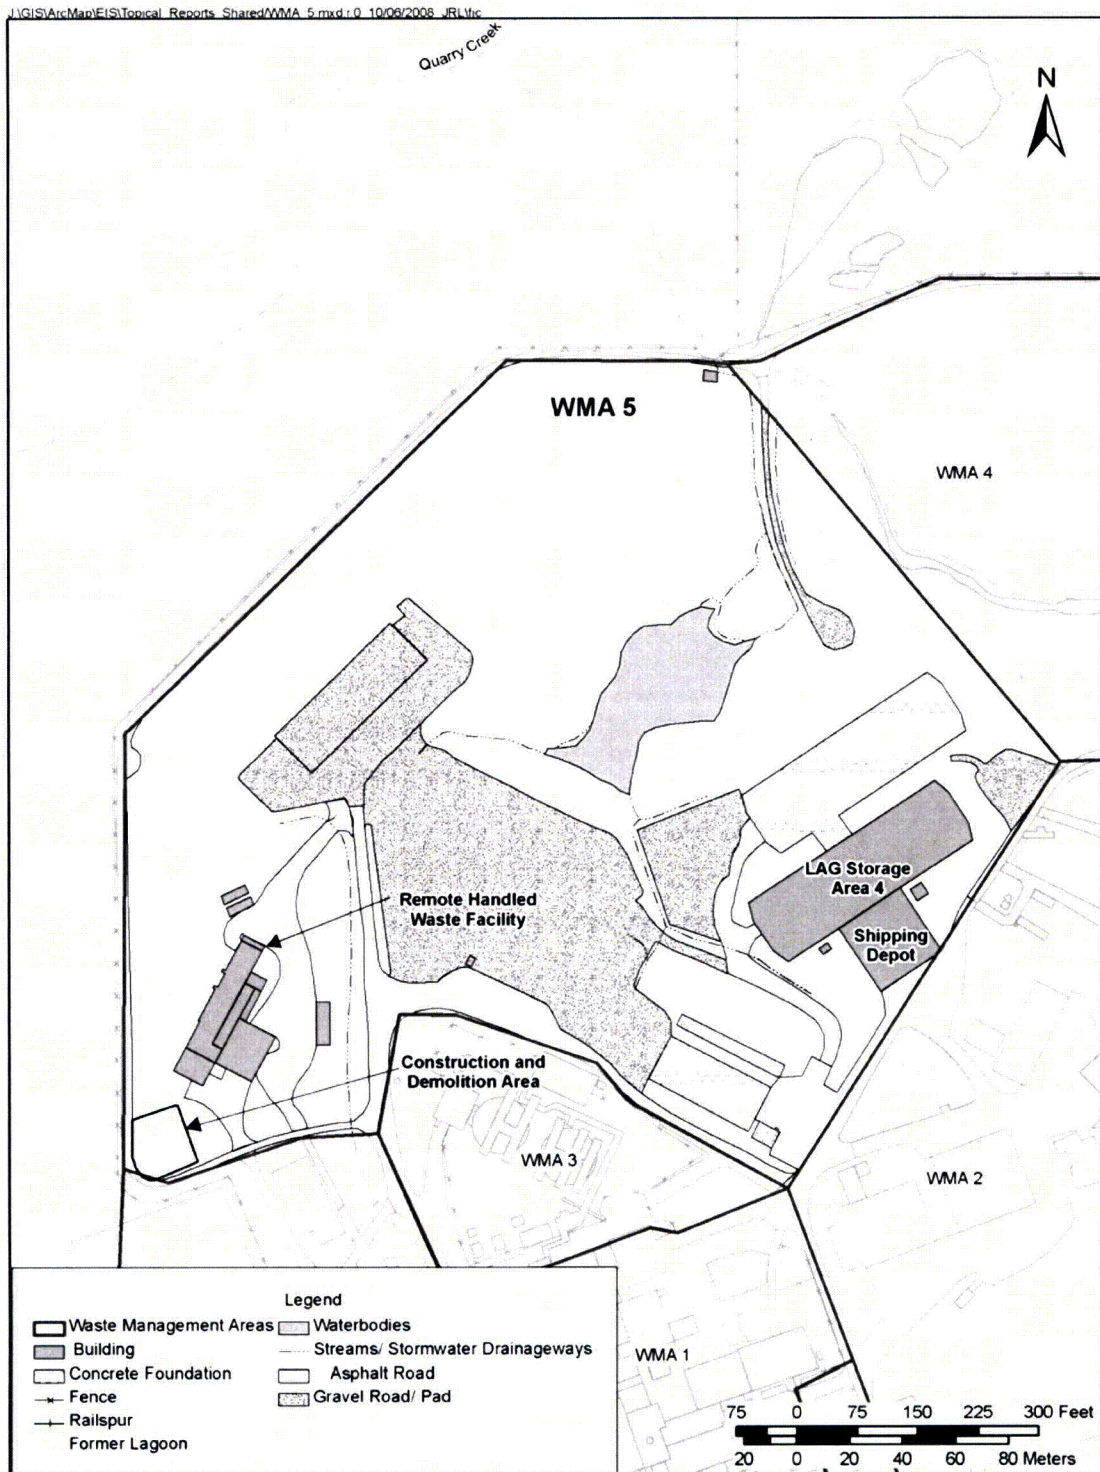 J:\GIS\ArcMap\EIS\Topical_Reports_Shared/WMA_5.mxd r.0 10/06/2008 JRL\fic
Quarry Creek
N
WMA 5
WMA 4
LAG Storage
Area 4
Shipping
Depot
Remote Handled
Waste Facility
Construction and
Demolition Area
WMA 3
WMA 2
WMA 1
Legend
Waste Management Areas
Building
Concrete Foundation
Fence
Railspur
Former Lagoon
Waterbodies
Streams/ Stormwater Drainageways
Asphalt Road
Gravel Road/ Pad
75 0 75 150 225 300 Feet
20 0 20 40 60 80 Meters